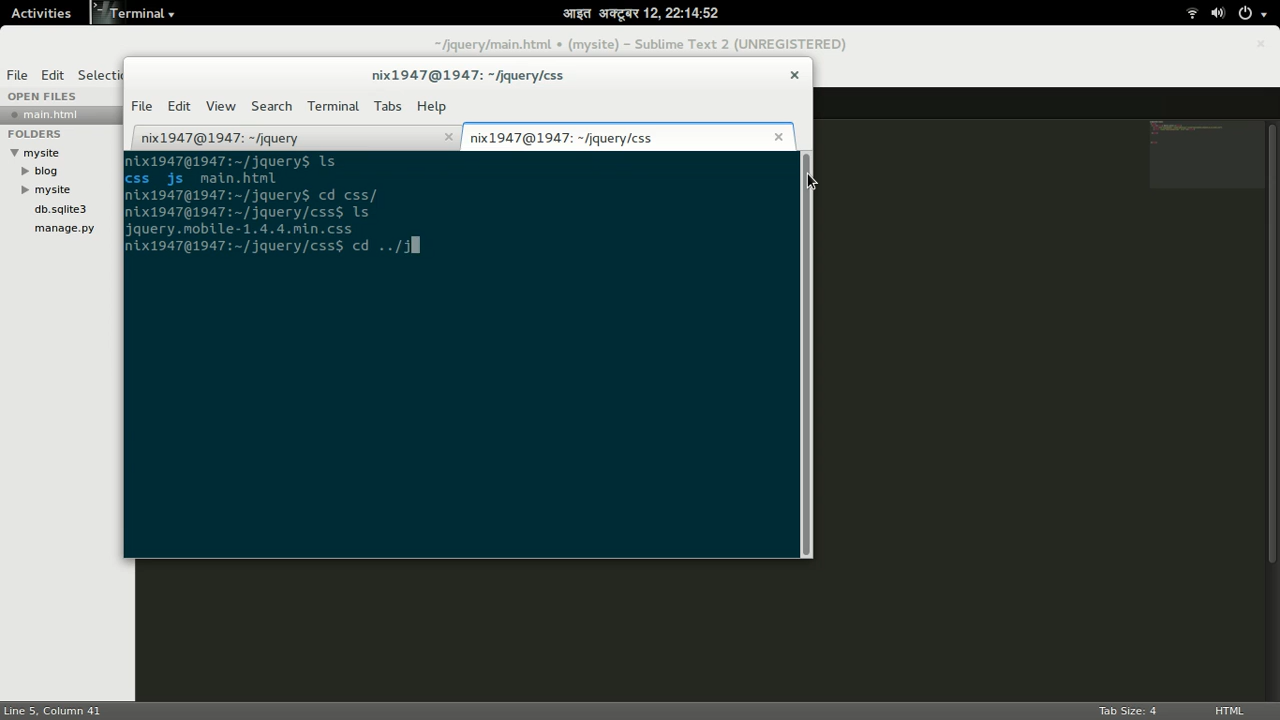 Activities Terminal आइत अक्टूबर 12, 22:14:52
~/jquery/main.html • (mysite) – Sublime Text 2 (UNREGISTERED)
File Edit Selectio
nix1947@1947: ~/jquery/css
OPEN FILES
main.html
FOLDERS
mysite
blog
mysite
db.sqlite3
manage.py
File Edit View Search Terminal Tabs Help
nix1947@1947: ~/jquery nix1947@1947: ~/jquery/css
nix1947@1947:~/jquery$ ls
css js main.html
nix1947@1947:~/jquery$ cd css/
nix1947@1947:~/jquery/css$ ls
jquery.mobile-1.4.4.min.css
nix1947@1947:~/jquery/css$ cd ../j
Line 5, Column 41 Tab Size: 4 HTML